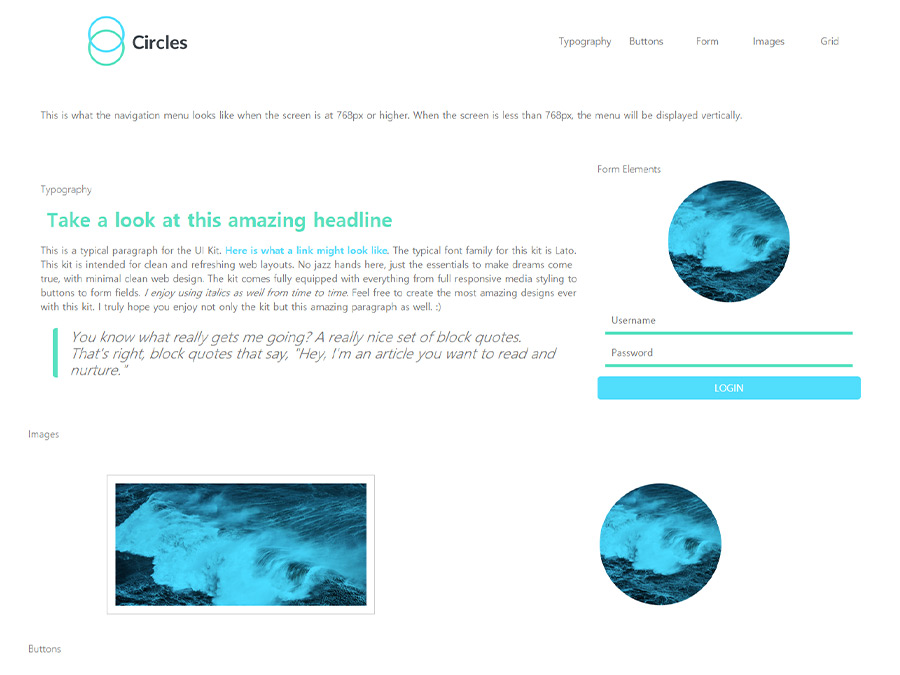 Circles
Typography Buttons Form Images Grid
This is what the navigation menu looks like when the screen is at 768px or higher. When the screen is less than 768px, the menu will be displayed vertically.
Typography
Take a look at this amazing headline
This is a typical paragraph for the UI Kit. Here is what a link might look like. The typical font family for this kit is Lato.
This kit is intended for clean and refreshing web layouts. No jazz hands here, just the essentials to make dreams come
true, with minimal clean web design. The kit comes fully equipped with everything from full responsive media styling to
buttons to form fields. I enjoy using italics as well from time to time. Feel free to create the most amazing designs ever
with this kit. I truly hope you enjoy not only the kit but this amazing paragraph as well. :)
You know what really gets me going? A really nice set of block quotes.
That's right, block quotes that say, "Hey, I'm an article you want to read and
nurture."
Form Elements
Username
Password
LOGIN
Images
Buttons